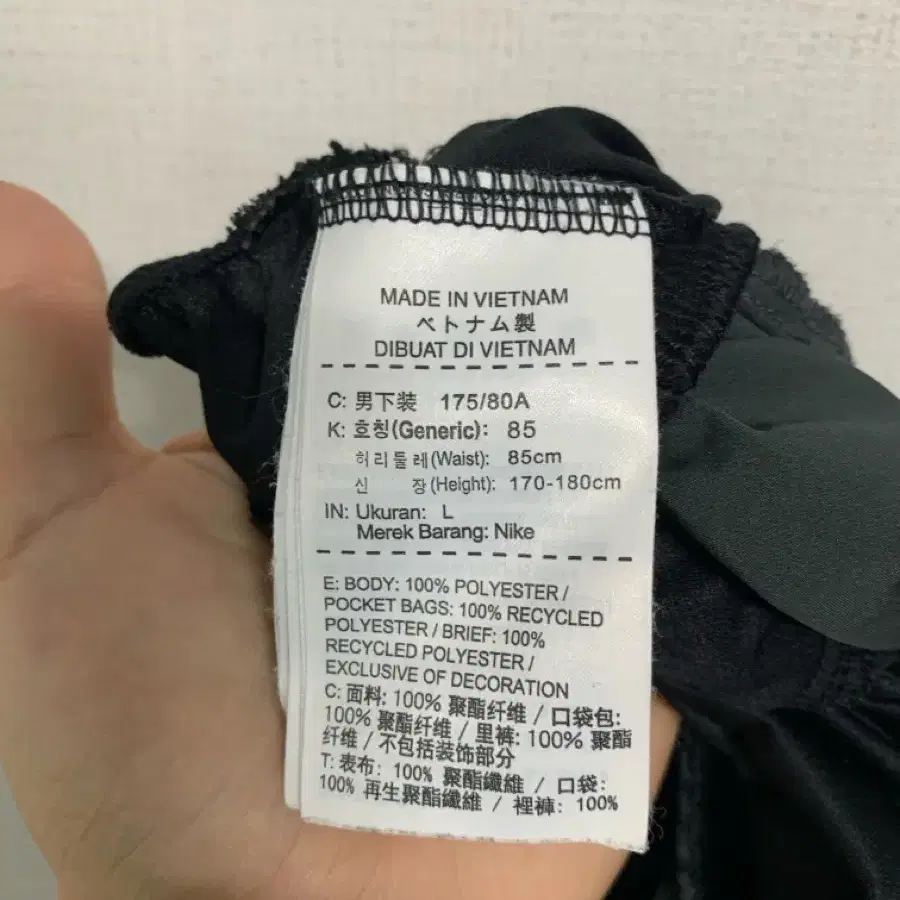 MADE IN VIETNAM
ベトナム製
DIBUAT DI VIETNAM
C: 男下装 175/80A
K: 호칭(Generic): 85
허리둘레(Waist): 85cm
신 장(Height): 170-180cm
IN: Ukuran: L
Merek Barang: Nike
E: BODY: 100% POLYESTER /
POCKET BAGS: 100% RECYCLED
POLYESTER / BRIEF: 100%
RECYCLED POLYESTER /
EXCLUSIVE OF DECORATION
C: 面料: 100% 聚酯纤维 / 口袋包:
100% 聚酯纤维 / 里裤: 100% 聚酯
纤维 / 不包括装饰部分
T: 表布: 100% 聚酯纖維 / 口袋:
100% 再生聚酯纖維 / 裡褲: 100%